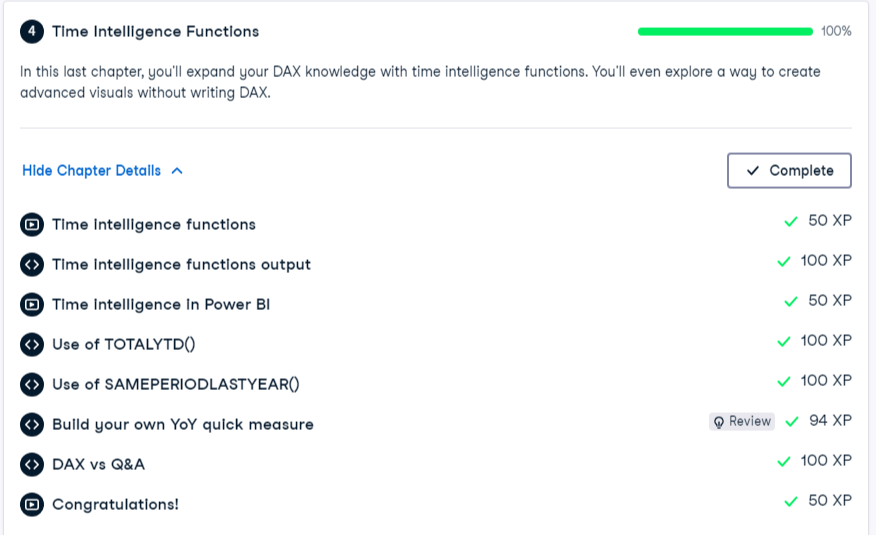 4 Time Intelligence Functions 100%
In this last chapter, you'll expand your DAX knowledge with time intelligence functions. You'll even explore a way to create
advanced visuals without writing DAX.
Hide Chapter Details Complete
Time intelligence functions 50 XP
Time intelligence functions output 100 XP
Time intelligence in Power BI 50 XP
Use of TOTALYTD() 100 XP
Use of SAMEPERIODLASTYEAR() 100 XP
Build your own YoY quick measure Review 94 XP
DAX vs Q&A 100 XP
Congratulations! 50 XP